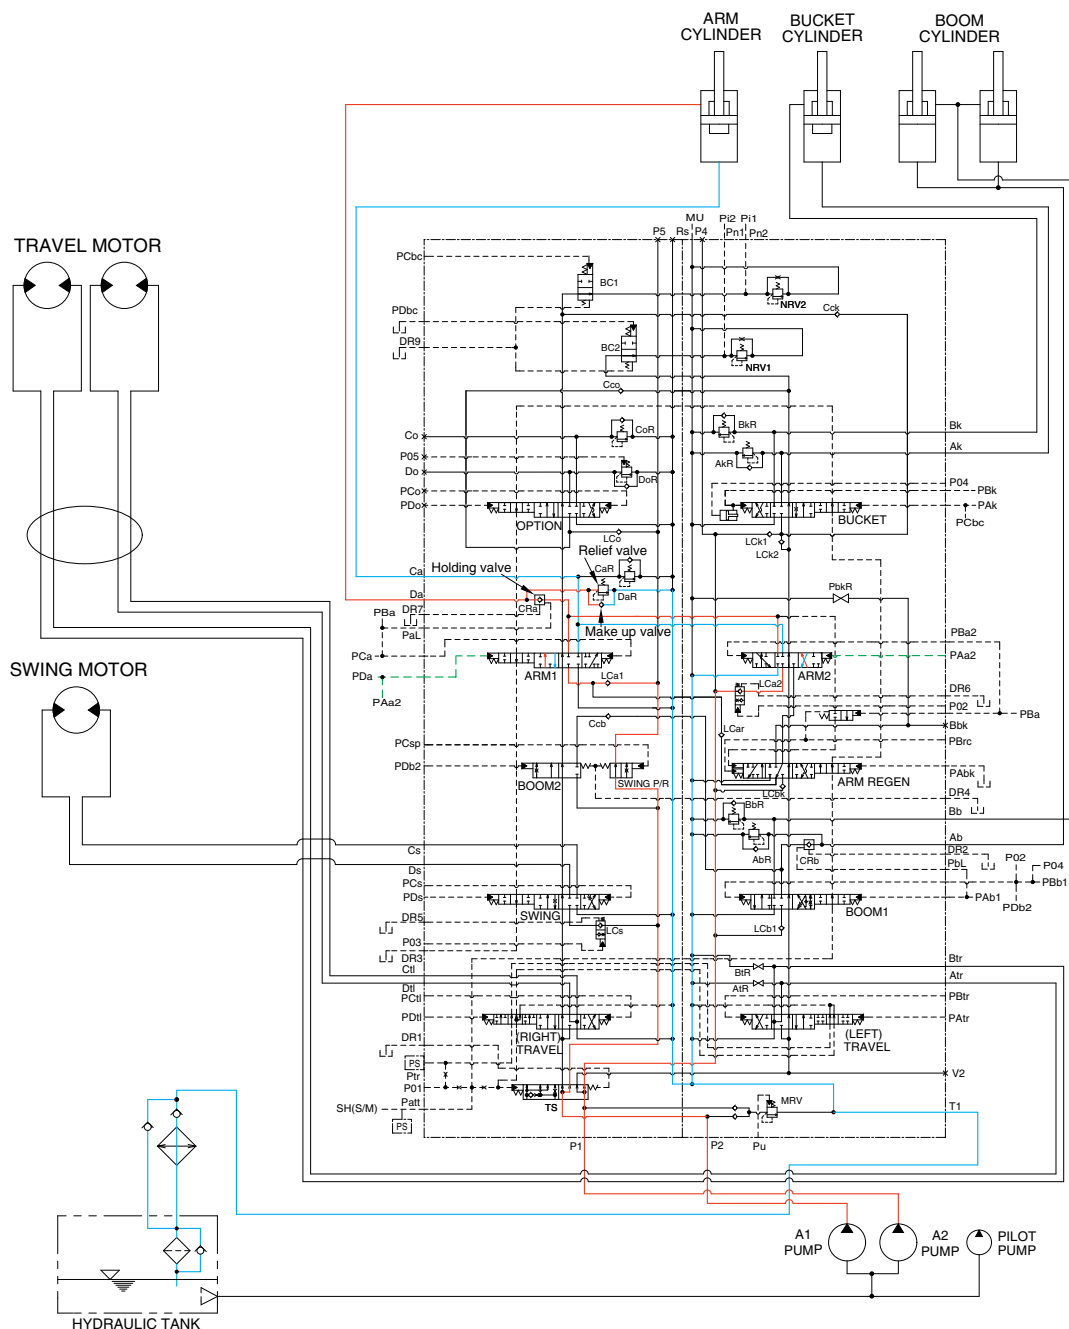 ARM
CYLINDER
BUCKET
CYLINDER
BOOM
CYLINDER
TRAVEL MOTOR
SWING MOTOR
P5
Rs
MU
P4
Pi2
Pn1
Pi1
Pn2
PCbc
BC1
NRV2
Cck
PDbc
DR9
BC2
NRV1
Cco
Co
CoR
BkR
Bk
P05
Do
DoR
AkR
Ak
PCo
PDo
OPTION
P04
PBk
PAk
PCbc
BUCKET
LCo
LCk1
LCk2
Relief valve
Holding valve
Ca
CaR
Da
DaR
PbkR
DR7
CRa
PBa
PaL
Make up valve
PBa2
PCa
PAa2
PDa
PAa2
ARM1
ARM2
LCa1
LCa2
DR6
P02
PBa
Ccb
LCar
Bbk
PCsp
PBrc
PDb2
BOOM2
SWING P/R
ARM REGEN
PAbk
LCbk
DR4
BbR
Bb
AbR
CRb
Ab
Cs
DR2
Ds
PbL
P02
P04
PCs
PBb1
PDs
PAb1
PDb2
SWING
BOOM1
DR5
LCs
LCb1
P03
DR3
Btr
Ctl
BtR
Atr
Dtl
AtR
PCtl
PBtr
PDtl
PAtr
(RIGHT)
TRAVEL
(LEFT)
TRAVEL
DR1
PS
Ptr
V2
P01
Patt
TS
MRV
T1
SH(S/M)
PS
P1
P2
Pu
A1
PUMP
A2
PUMP
PILOT
PUMP
HYDRAULIC TANK